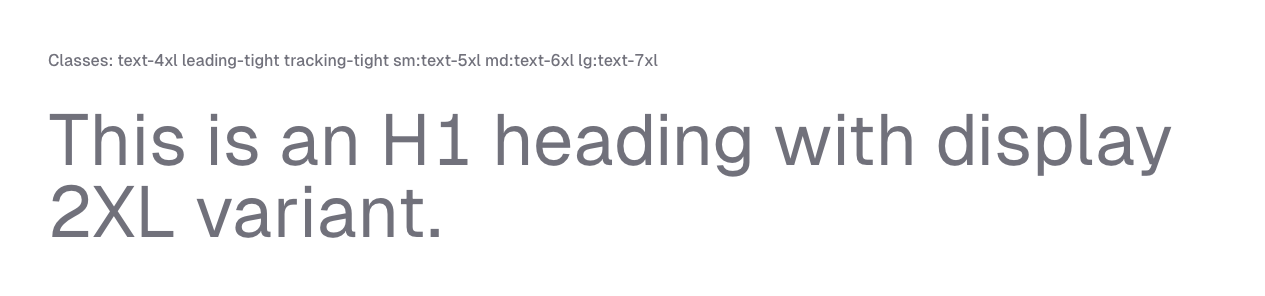 Classes: text-4xl leading-tight tracking-tight sm:text-5xl md:text-6xl lg:text-7xl
This is an H1 heading with display
2XL variant.